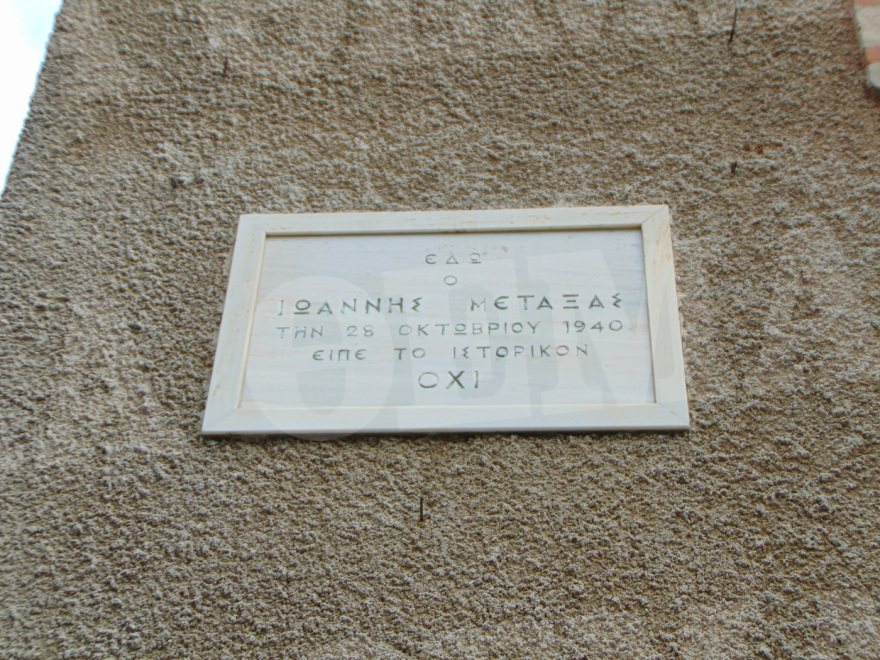 ΕΔΩ
Ο
ΙΩΑΝΝΗΣ ΜΕΤΑΞΑΣ
ΤΗΝ 28 ΟΚΤΩΒΡΙΟΥ 1940
ΕΙΠΕ ΤΟ ΙΣΤΟΡΙΚΟΝ
ΟΧΙ